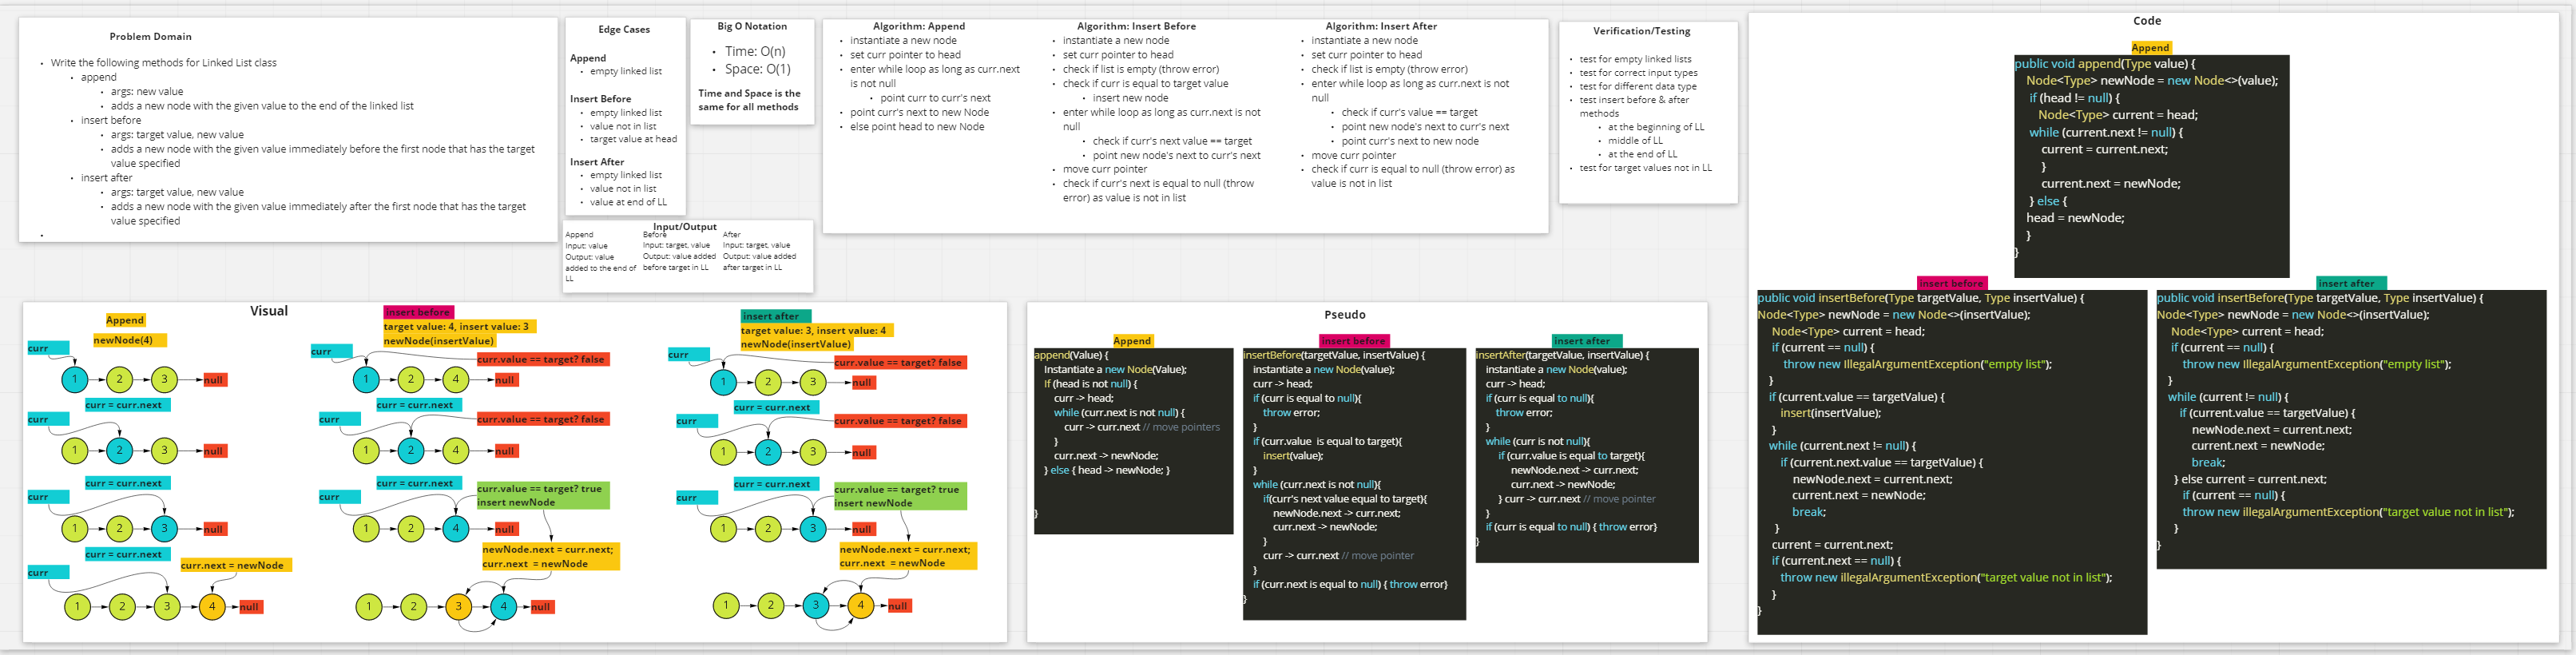 Problem Domain
Write the following methods for Linked List class
append
args: new value
adds a new node with the given value to the end of the linked list
insert before
args: target value, new value
adds a new node with the given value immediately before the first node that has the target
value specified
insert after
args: target value, new value
adds a new node with the given value immediately after the first node that has the target
value specified
Edge Cases
Append
empty linked list
Insert Before
empty linked list
value not in list
target value at head
Insert After
empty linked list
value not in list
value at end of LL
Big O Notation
Time: O(n)
Space: O(1)
Time and Space is the
same for all methods
Input/Output
Append
Input: value
Output: value
added to the end of
LL
Before
Input: target, value
Output: value added
before target in LL
After
Input: target, value
Output: value added
after target in LL
Algorithm: Append
instantiate a new node
set curr pointer to head
enter while loop as long as curr.next
is not null
point curr to curr's next
point curr's next to new Node
else point head to new Node
Algorithm: Insert Before
instantiate a new node
set curr pointer to head
check if list is empty (throw error)
check if curr is equal to target value
insert new node
enter while loop as long as curr.next is not
null
check if curr's next value == target
point new node's next to curr's next
move curr pointer
check if curr's next is equal to null (throw
error) as value is not in list
Algorithm: Insert After
instantiate a new node
set curr pointer to head
check if list is empty (throw error)
enter while loop as long as curr.next is not
null
check if curr's value == target
point new node's next to curr's next
point curr's next to new node
move curr pointer
check if curr is equal to null (throw error) as
value is not in list
Verification/Testing
test for empty linked lists
test for correct input types
test for different data type
test insert before & after
methods
at the beginning of LL
middle of LL
at the end of LL
test for target values not in LL
Code
Append
public void append(Type value) {
Node<Type> newNode = new Node<>(value);
if (head != null) {
Node<Type> current = head;
while (current.next != null) {
current = current.next;
}
current.next = newNode;
} else {
head = newNode;
}
}
insert before
public void insertBefore(Type targetValue, Type insertValue) {
Node<Type> newNode = new Node<>(insertValue);
Node<Type> current = head;
if (current == null) {
throw new IllegalArgumentException("empty list");
}
if (current.value == targetValue) {
insert(insertValue);
}
while (current.next != null) {
if (current.next.value == targetValue) {
newNode.next = current.next;
current.next = newNode;
break;
}
current = current.next;
if (current.next == null) {
throw new illegalArgumentException("target value not in list");
}
}
insert after
public void insertBefore(Type targetValue, Type insertValue) {
Node<Type> newNode = new Node<>(insertValue);
Node<Type> current = head;
if (current == null) {
throw new IllegalArgumentException("empty list");
}
while (current != null) {
if (current.value == targetValue) {
newNode.next = current.next;
current.next = newNode;
break;
} else current = current.next;
if (current == null) {
throw new illegalArgumentException("target value not in list");
}
}
Visual
Append
newNode(4)
curr
1 2 3 null
curr = curr.next
curr
1 2 3 null
curr = curr.next
curr
1 2 3 null
curr = curr.next
curr.next = newNode
curr
1 2 3 4 null
insert before
target value: 4, insert value: 3
newNode(insertValue)
curr
curr.value == target? false
1 2 4 null
curr = curr.next
curr.value == target? false
curr
1 2 4 null
curr = curr.next
curr.value == target? true
insert newNode
curr
1 2 4 null
newNode.next = curr.next;
curr.next = newNode
1 2 3 4 null
insert after
target value: 3, insert value: 4
newNode(insertValue)
curr
curr.value == target? false
1 2 3 null
curr = curr.next
curr.value == target? false
curr
1 2 3 null
curr = curr.next
curr.value == target? true
insert newNode
curr
1 2 3 null
newNode.next = curr.next;
curr.next = newNode
1 2 3 4 null
Pseudo
Append
append(Value) {
Instantiate a new Node(Value);
If (head is not null) {
curr -> head;
while (curr.next is not null) {
curr -> curr.next // move pointers
}
curr.next -> newNode;
} else { head -> newNode; }
}
insert before
insertBefore(targetValue, insertValue) {
instantiate a new Node(value);
curr -> head;
if (curr is equal to null){
throw error;
}
if (curr.value is equal to target){
insert(value);
}
while (curr.next is not null){
if(curr's next value equal to target){
newNode.next -> curr.next;
curr.next -> newNode;
}
curr -> curr.next // move pointer
}
if (curr.next is equal to null) { throw error}
}
insert after
insertAfter(targetValue, insertValue) {
instantiate a new Node(value);
curr -> head;
if (curr is equal to null){
throw error;
}
while (curr is not null){
if (curr.value is equal to target){
newNode.next -> curr.next;
curr.next -> newNode;
} curr -> curr.next // move pointer
}
if (curr is equal to null) { throw error}
}